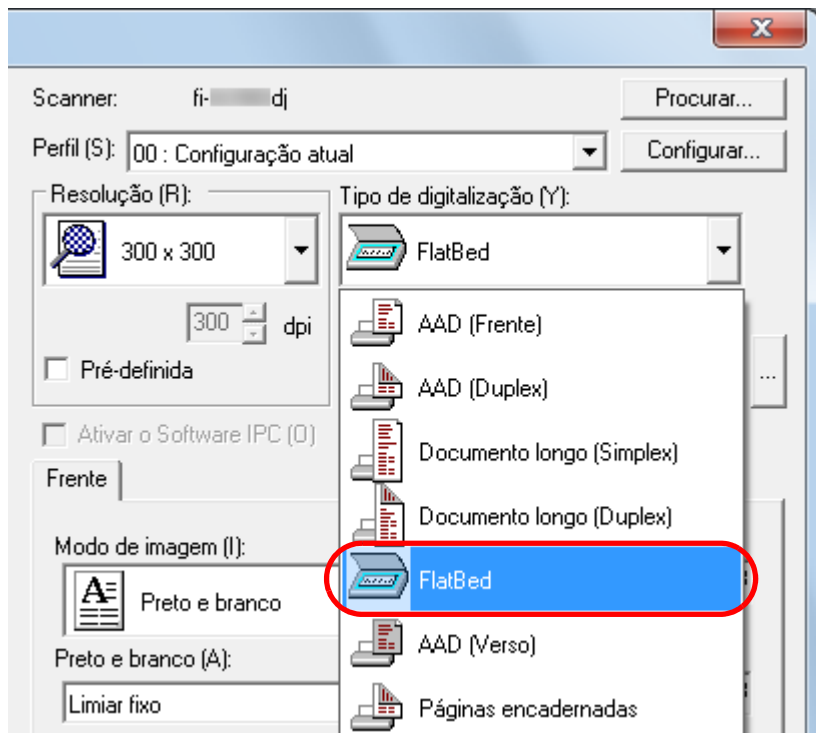 Scanner: fi- dj Procurar...
Perfil (S): 00 : Configuração atual Configurar...
Resolução (R): Tipo de digitalização (Y):
300 x 300 FlatBed
300 dpi AAD (Frente)
Pré-definida ...
AAD (Duplex)
Ativar o Software IPC (O)
Documento longo (Simplex)
Frente
Documento longo (Duplex)
Modo de imagem (I):
FlatBed
Preto e branco
AAD (Verso)
Preto e branco (A):
Limiar fixo
Páginas encadernadas